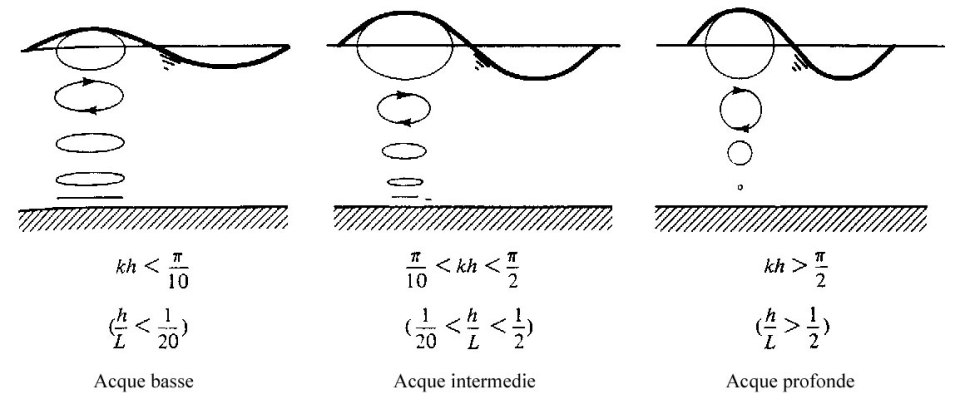 kh < π/10
π/10 < kh < π/2
kh > π/2
(h/L < 1/20)
(1/20 < h/L < 1/2)
(h/L > 1/2)
Acque basse
Acque intermedie
Acque profonde